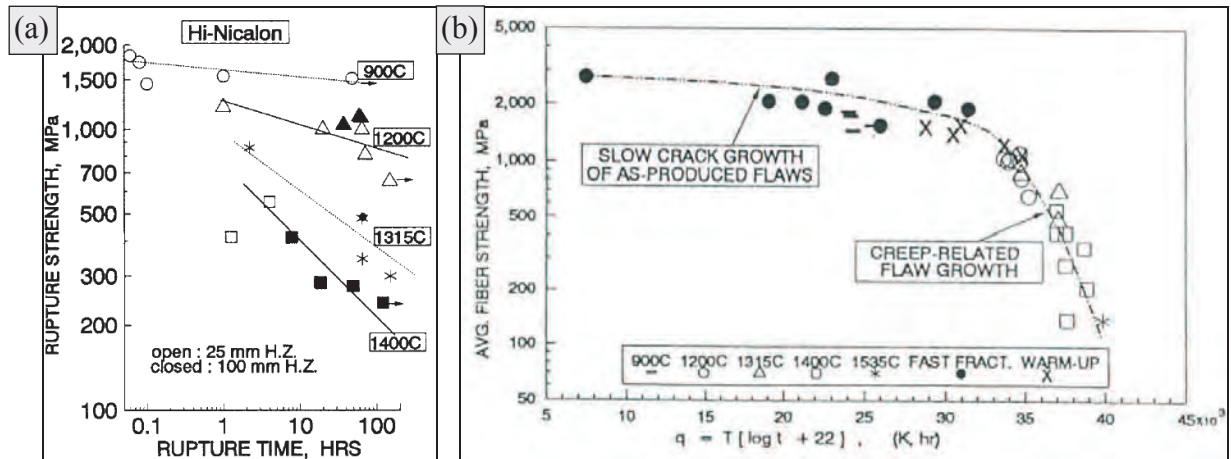 (a)
Hi-Nicalon
2,000
1,500
1,000
700
500
300
200
100
900C
1200C
1315C
1400C
open : 25 mm H.Z.
closed : 100 mm H.Z.
0.1 1 10 100
RUPTURE TIME, HRS
RUPTURE STRENGTH, MPa
(b)
5,000
2,000
1,000
500
200
100
50
AVG. FIBER STRENGTH, MPa
SLOW CRACK GROWTH
OF AS-PRODUCED FLAWS
CREEP-RELATED
FLAW GROWTH
900C 1200C 1315C 1400C 1535C FAST FRACT. WARM-UP
5 10 15 20 25 30 35 40 45x10³
q = T [log t + 22] , (K, hr)